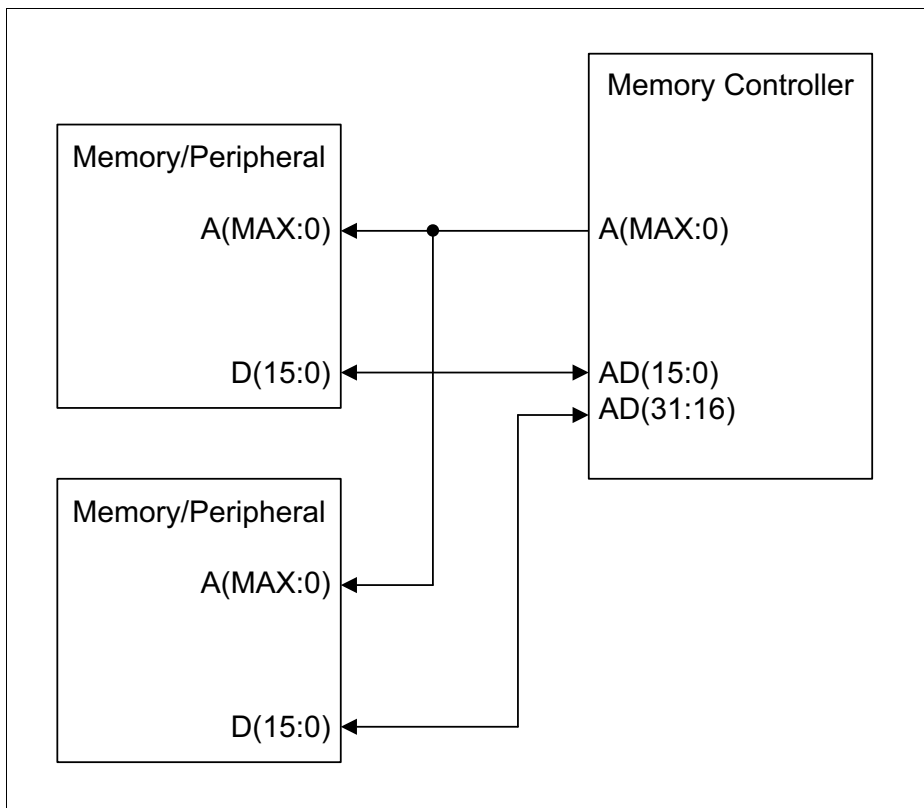 Memory Controller
Memory/Peripheral
A(MAX:0)
A(MAX:0)
D(15:0)
AD(15:0)
AD(31:16)
Memory/Peripheral
A(MAX:0)
D(15:0)